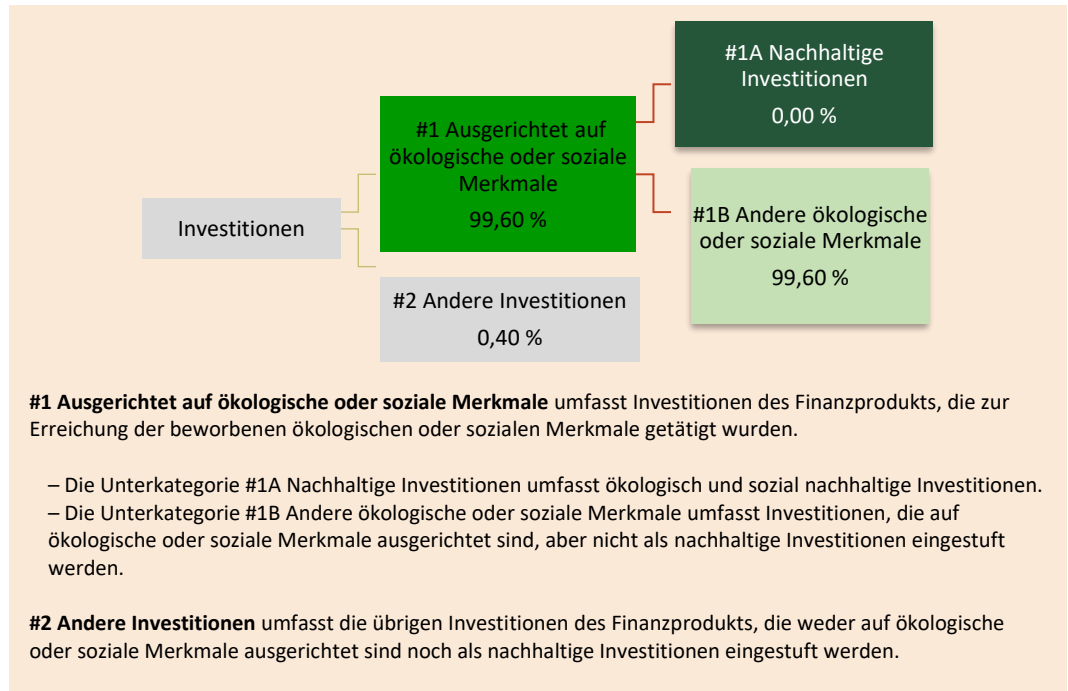 #1A Nachhaltige
Investitionen
0,00 %
#1 Ausgerichtet auf
ökologische oder soziale
Merkmale
99,60 %
#1B Andere ökologische
oder soziale Merkmale
99,60 %
Investitionen
#2 Andere Investitionen
0,40 %
#1 Ausgerichtet auf ökologische oder soziale Merkmale umfasst Investitionen des Finanzprodukts, die zur
Erreichung der beworbenen ökologischen oder sozialen Merkmale getätigt wurden.
– Die Unterkategorie #1A Nachhaltige Investitionen umfasst ökologisch und sozial nachhaltige Investitionen.
– Die Unterkategorie #1B Andere ökologische oder soziale Merkmale umfasst Investitionen, die auf
ökologische oder soziale Merkmale ausgerichtet sind, aber nicht als nachhaltige Investitionen eingestuft
werden.
#2 Andere Investitionen umfasst die übrigen Investitionen des Finanzprodukts, die weder auf ökologische
oder soziale Merkmale ausgerichtet sind noch als nachhaltige Investitionen eingestuft werden.